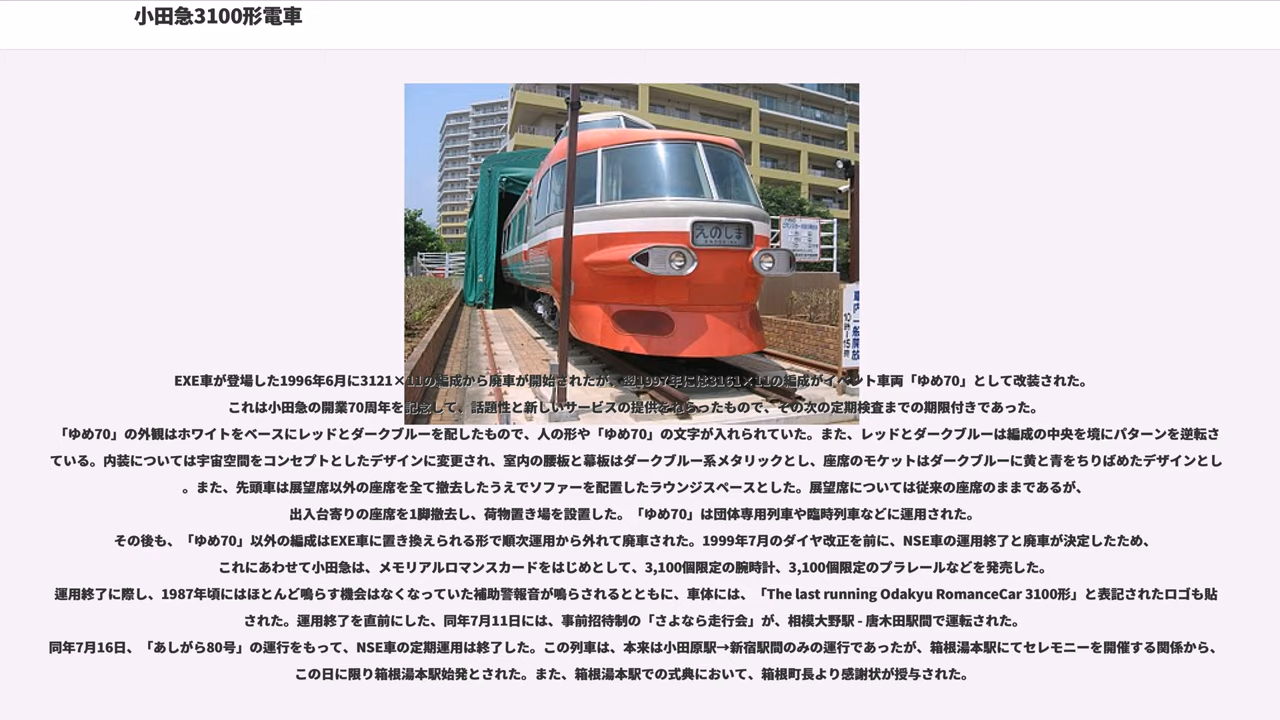 小田急3100形電車
えのしま
車内一般開放
10時~15時
EXE車が登場した1996年6月に3121×11の編成から廃車が開始されたが、翌1997年には3161×11の編成がイベント車両「ゆめ70」として改装された。
これは小田急の開業70周年を記念して、話題性と新しいサービスの提供をねらったもので、その次の定期検査までの期限付きであった。
「ゆめ70」の外観はホワイトをベースにレッドとダークブルーを配したもので、人の形や「ゆめ70」の文字が入れられていた。また、レッドとダークブルーは編成の中央を境にパターンを逆転さ
ている。内装については宇宙空間をコンセプトとしたデザインに変更され、室内の腰板と幕板はダークブルー系メタリックとし、座席のモケットはダークブルーに黄と青をちりばめたデザインとし
。また、先頭車は展望席以外の座席を全て撤去したうえでソファーを配置したラウンジスペースとした。展望席については従来の座席のままであるが、
出入台寄りの座席を1脚撤去し、荷物置き場を設置した。「ゆめ70」は団体専用列車や臨時列車などに運用された。
その後も、「ゆめ70」以外の編成はEXE車に置き換えられる形で順次運用から外れて廃車された。1999年7月のダイヤ改正を前に、NSE車の運用終了と廃車が決定したため、
これにあわせて小田急は、メモリアルロマンスカードをはじめとして、3,100個限定の腕時計、3,100個限定のプラレールなどを発売した。
運用終了に際し、1987年頃にはほとんど鳴らす機会はなくなっていた補助警報音が鳴らされるとともに、車体には、「The last running Odakyu RomanceCar 3100形」と表記されたロゴも貼
された。運用終了を直前にした、同年7月11日には、事前招待制の「さよなら走行会」が、相模大野駅 - 唐木田駅間で運転された。
同年7月16日、「あしがら80号」の運行をもって、NSE車の定期運用は終了した。この列車は、本来は小田原駅→新宿駅間のみの運行であったが、箱根湯本駅にてセレモニーを開催する関係から、
この日に限り箱根湯本駅始発とされた。また、箱根湯本駅での式典において、箱根町長より感謝状が授与された。